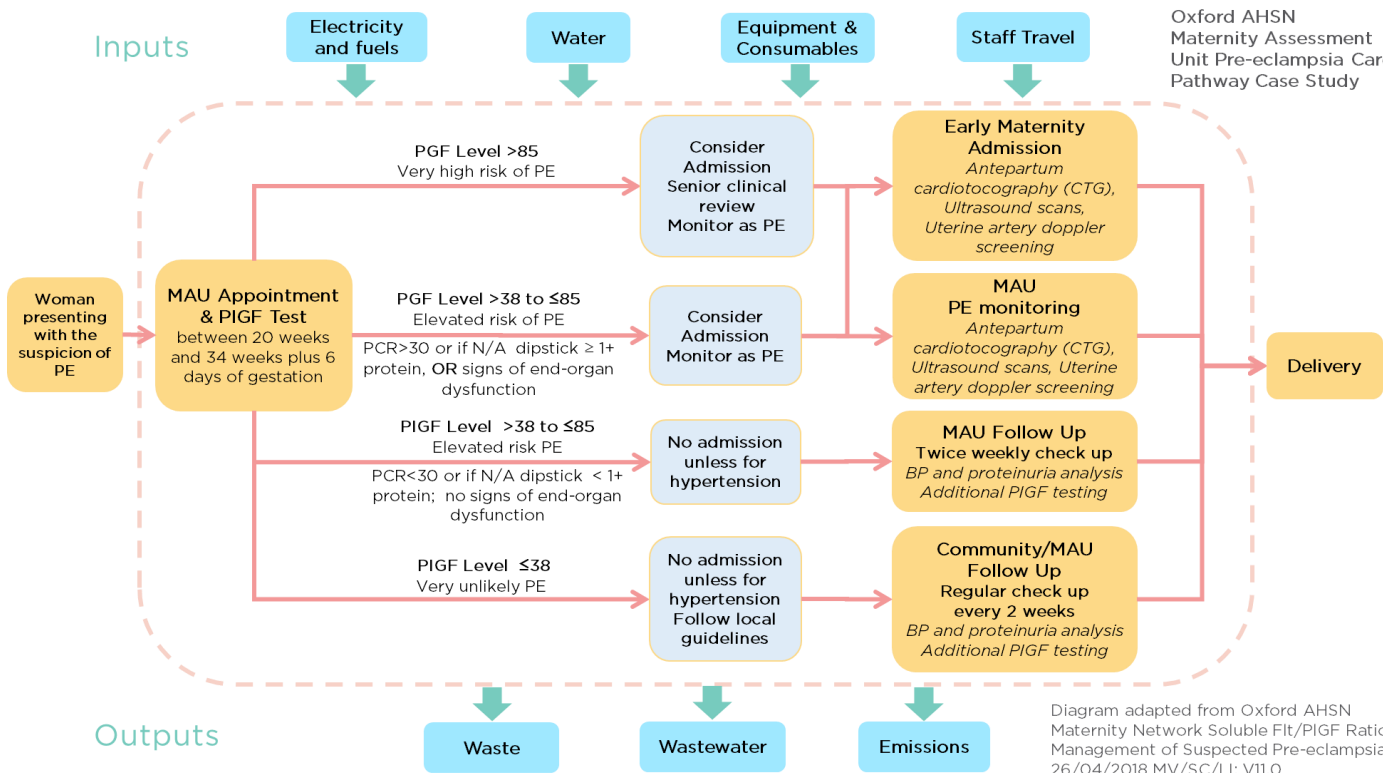 Inputs
Electricity
and fuels
Water
Equipment &
Consumables
Staff Travel
Oxford AHSN
Maternity Assessment
Unit Pre-eclampsia Car
Pathway Case Study
Woman
presenting
with the
suspicion of
PE
MAU Appointment
& PIGF Test
between 20 weeks
and 34 weeks plus 6
days of gestation
PGF Level >85
Very high risk of PE
Consider
Admission
Senior clinical
review
Monitor as PE
Early Maternity
Admission
Antepartum
cardiotocography (CTG),
Ultrasound scans,
Uterine artery doppler
screening
PGF Level >38 to ≤85
Elevated risk of PE
PCR>30 or if N/A dipstick ≥ 1+
protein, OR signs of end-organ
dysfunction
Consider
Admission
Monitor as PE
MAU
PE monitoring
Antepartum
cardiotocography (CTG),
Ultrasound scans, Uterine
artery doppler screening
PIGF Level >38 to ≤85
Elevated risk PE
PCR<30 or if N/A dipstick < 1+
protein; no signs of end-organ
dysfunction
No admission
unless for
hypertension
MAU Follow Up
Twice weekly check up
BP and proteinuria analysis
Additional PIGF testing
PIGF Level ≤38
Very unlikely PE
No admission
unless for
hypertension
Follow local
guidelines
Community/MAU
Follow Up
Regular check up
every 2 weeks
BP and proteinuria analysis
Additional PIGF testing
Delivery
Outputs
Waste
Wastewater
Emissions
Diagram adapted from Oxford AHSN
Maternity Network Soluble Flt/PIGF Ratio
Management of Suspected Pre-eclampsia
26/04/2018 MV/SC/LI; V11.0